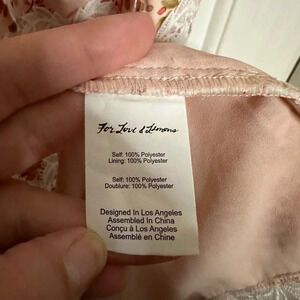 For Love & Lemons
Self: 100% Polyester
Lining: 100% Polyester
Self: 100% Polyester
Doublure: 100% Polyester
Designed In Los Angeles
Assembled In China
Conçu à Los Angeles
Assemblé en Chine